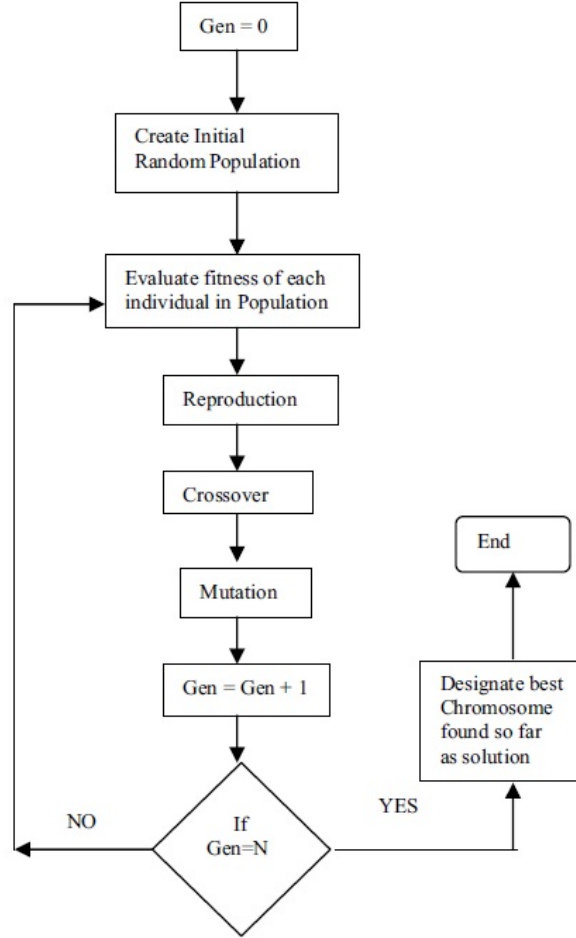 Gen = 0
Create Initial
Random Population
Evaluate fitness of each
individual in Population
Reproduction
Crossover
Mutation
Gen = Gen + 1
If
Gen=N
NO
YES
Designate best
Chromosome
found so far
as solution
End